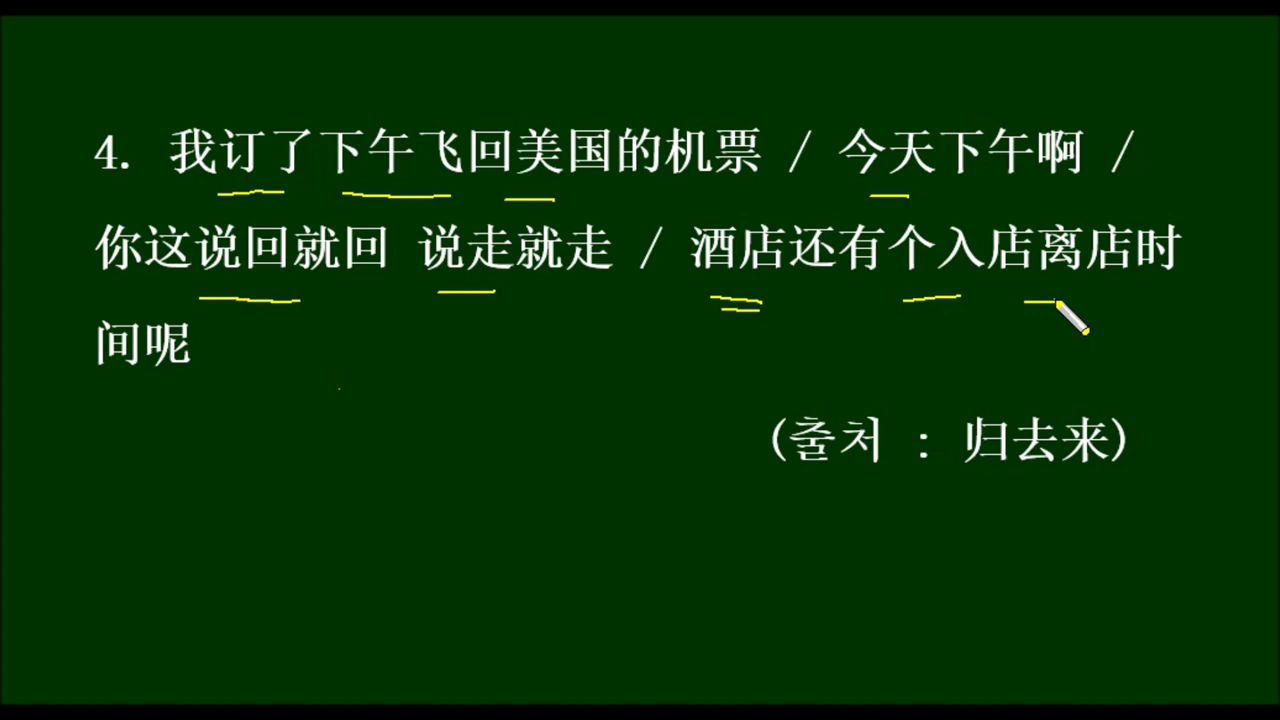 4. 我订了下午飞回美国的机票 / 今天下午啊 /
你这说回就回 说走就走 / 酒店还有个入店离店时
间呢
(출처 : 归去来)